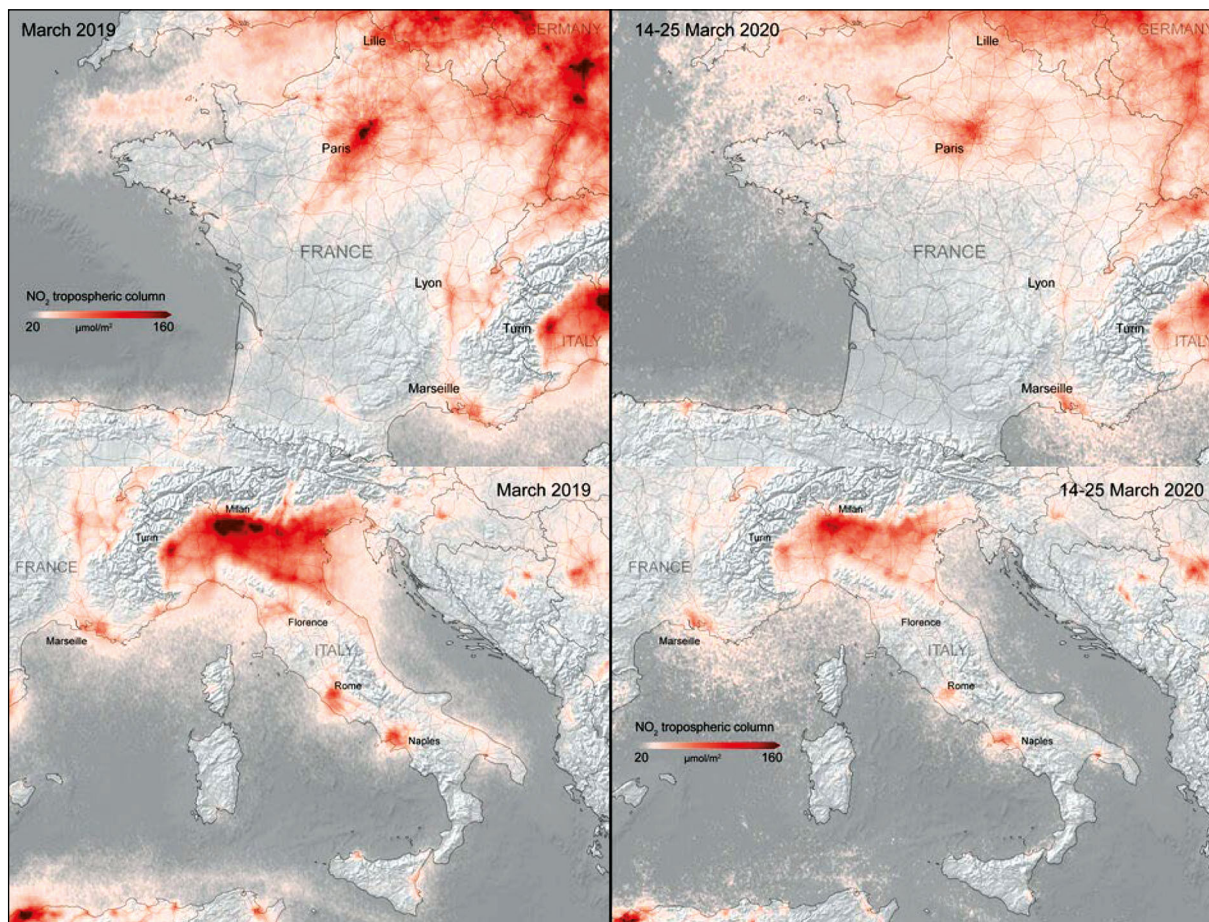 March 2019
Lille
GERMANY
Paris
FRANCE
Lyon
NO₂ tropospheric column
20 µmol/m² 160
Turin
ITALY
Marseille
14-25 March 2020
Lille
GERMANY
Paris
FRANCE
Lyon
Turin
ITALY
Marseille
March 2019
Milan
Turin
FRANCE
Marseille
Florence
ITALY
Rome
Naples
14-25 March 2020
Milan
Turin
FRANCE
Marseille
Florence
ITALY
Rome
NO₂ tropospheric column
Naples
20 µmol/m² 160